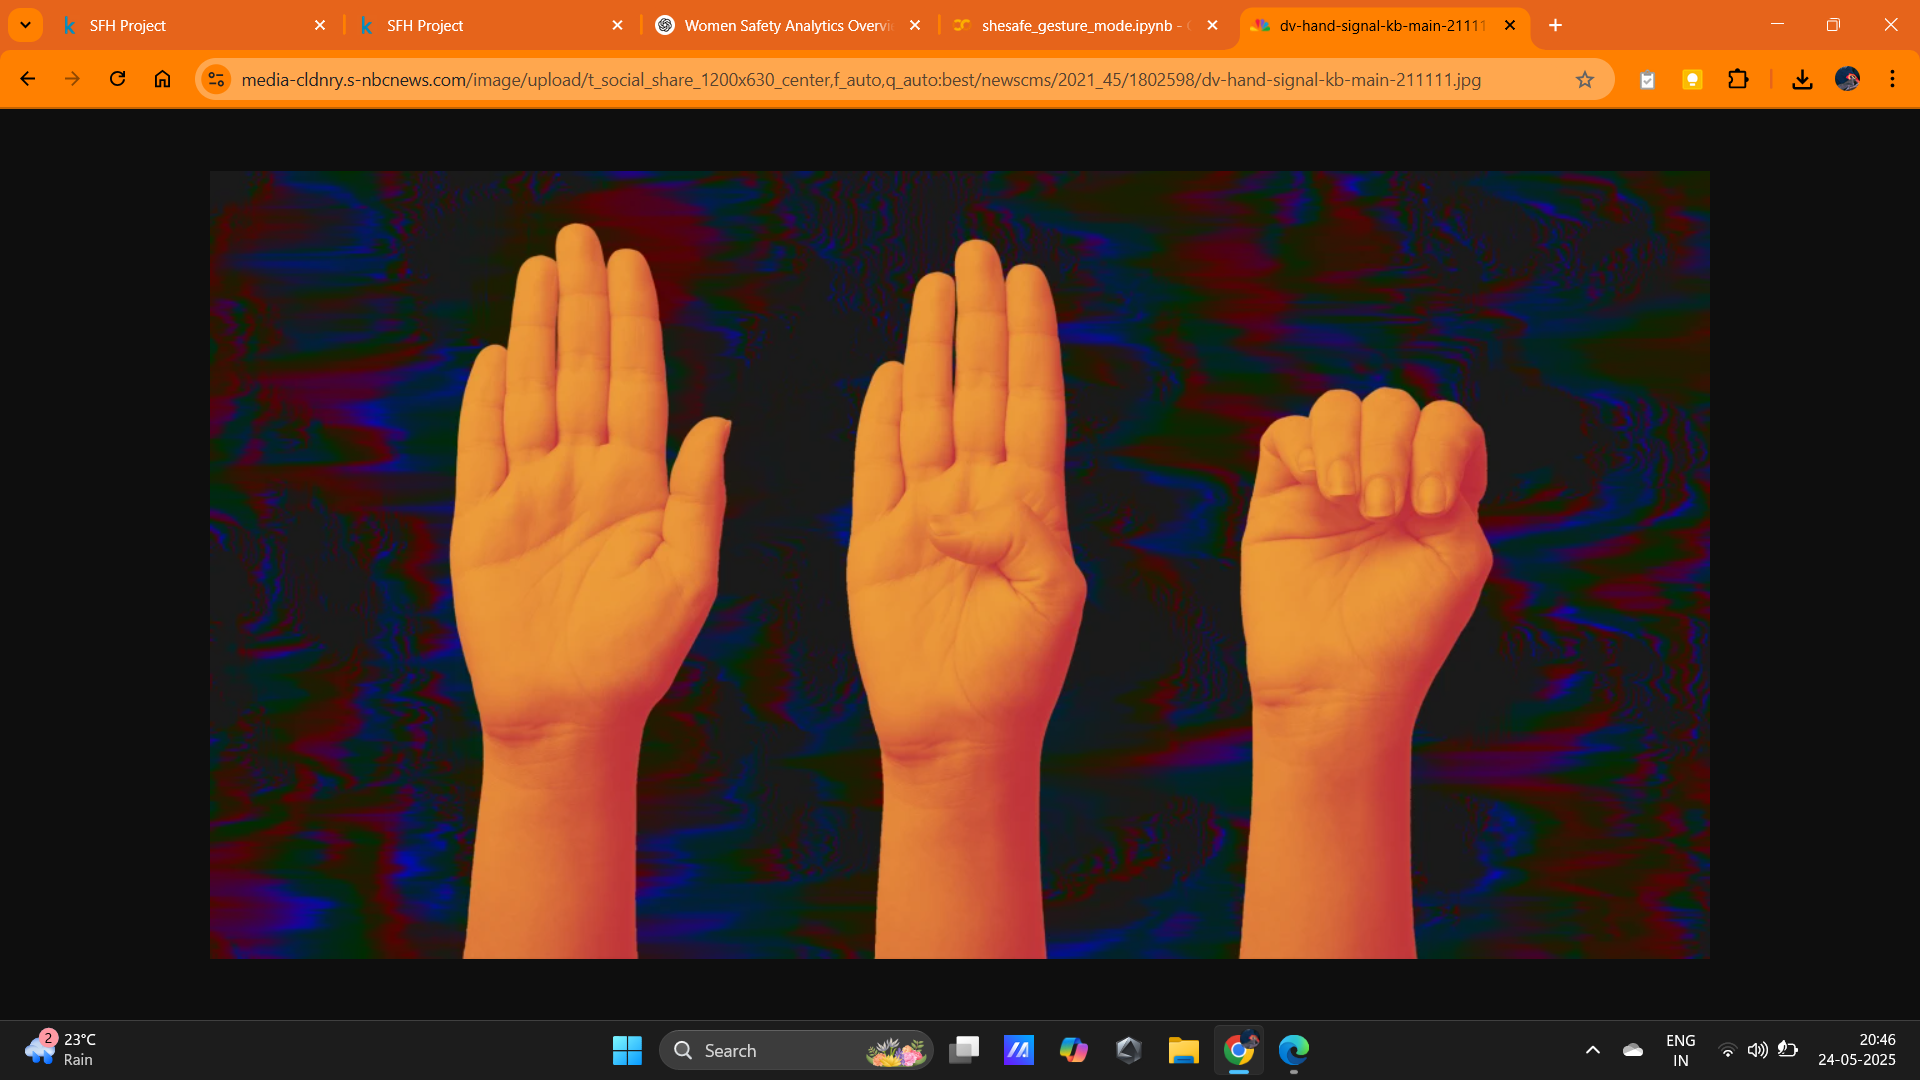 SFH Project
SFH Project
Women Safety Analytics Overvi
shesafe_gesture_mode.ipynb -
dv-hand-signal-kb-main-21111
media-cldnry.s-nbcnews.com/image/upload/t_social_share_1200x630_center,f_auto,q_auto:best/newscms/2021_45/1802598/dv-hand-signal-kb-main-211111.jpg
2
23°C
Rain
Search
ENG
IN
20:46
24-05-2025